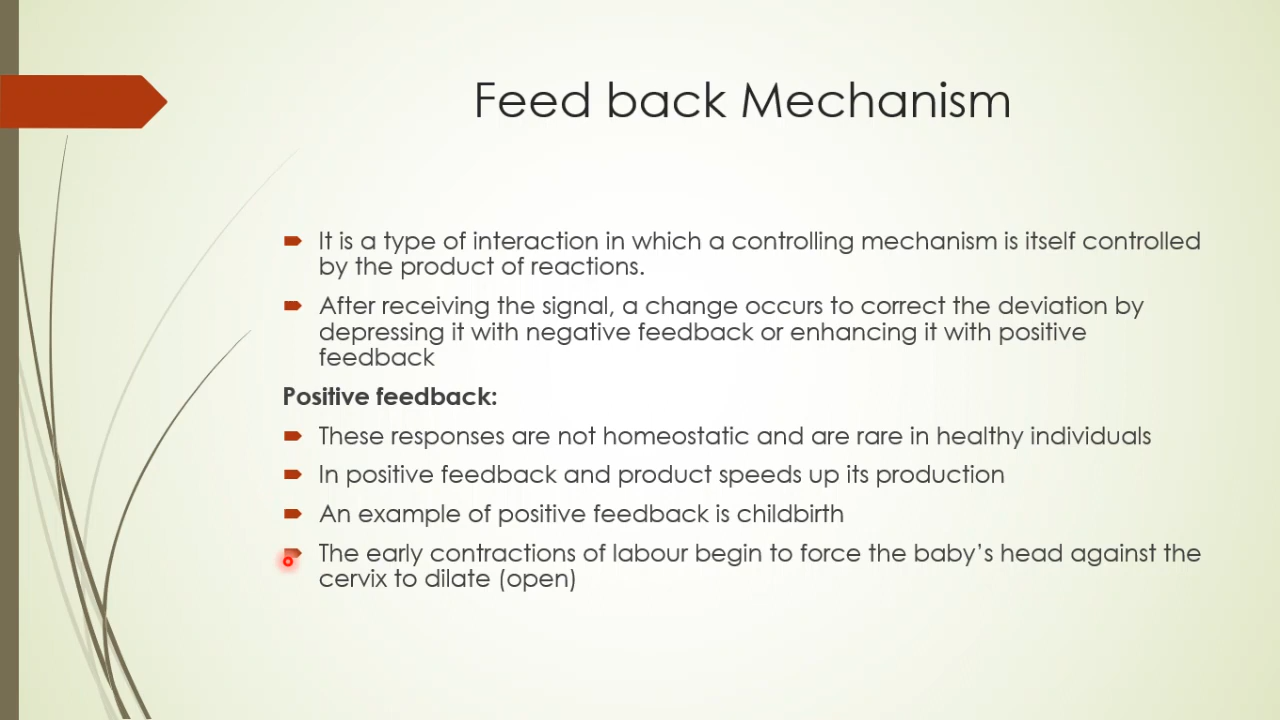 Feed back Mechanism
It is a type of interaction in which a controlling mechanism is itself controlled
by the product of reactions.
After receiving the signal, a change occurs to correct the deviation by
depressing it with negative feedback or enhancing it with positive
feedback
Positive feedback:
These responses are not homeostatic and are rare in healthy individuals
In positive feedback and product speeds up its production
An example of positive feedback is childbirth
The early contractions of labour begin to force the baby’s head against the
cervix to dilate (open)